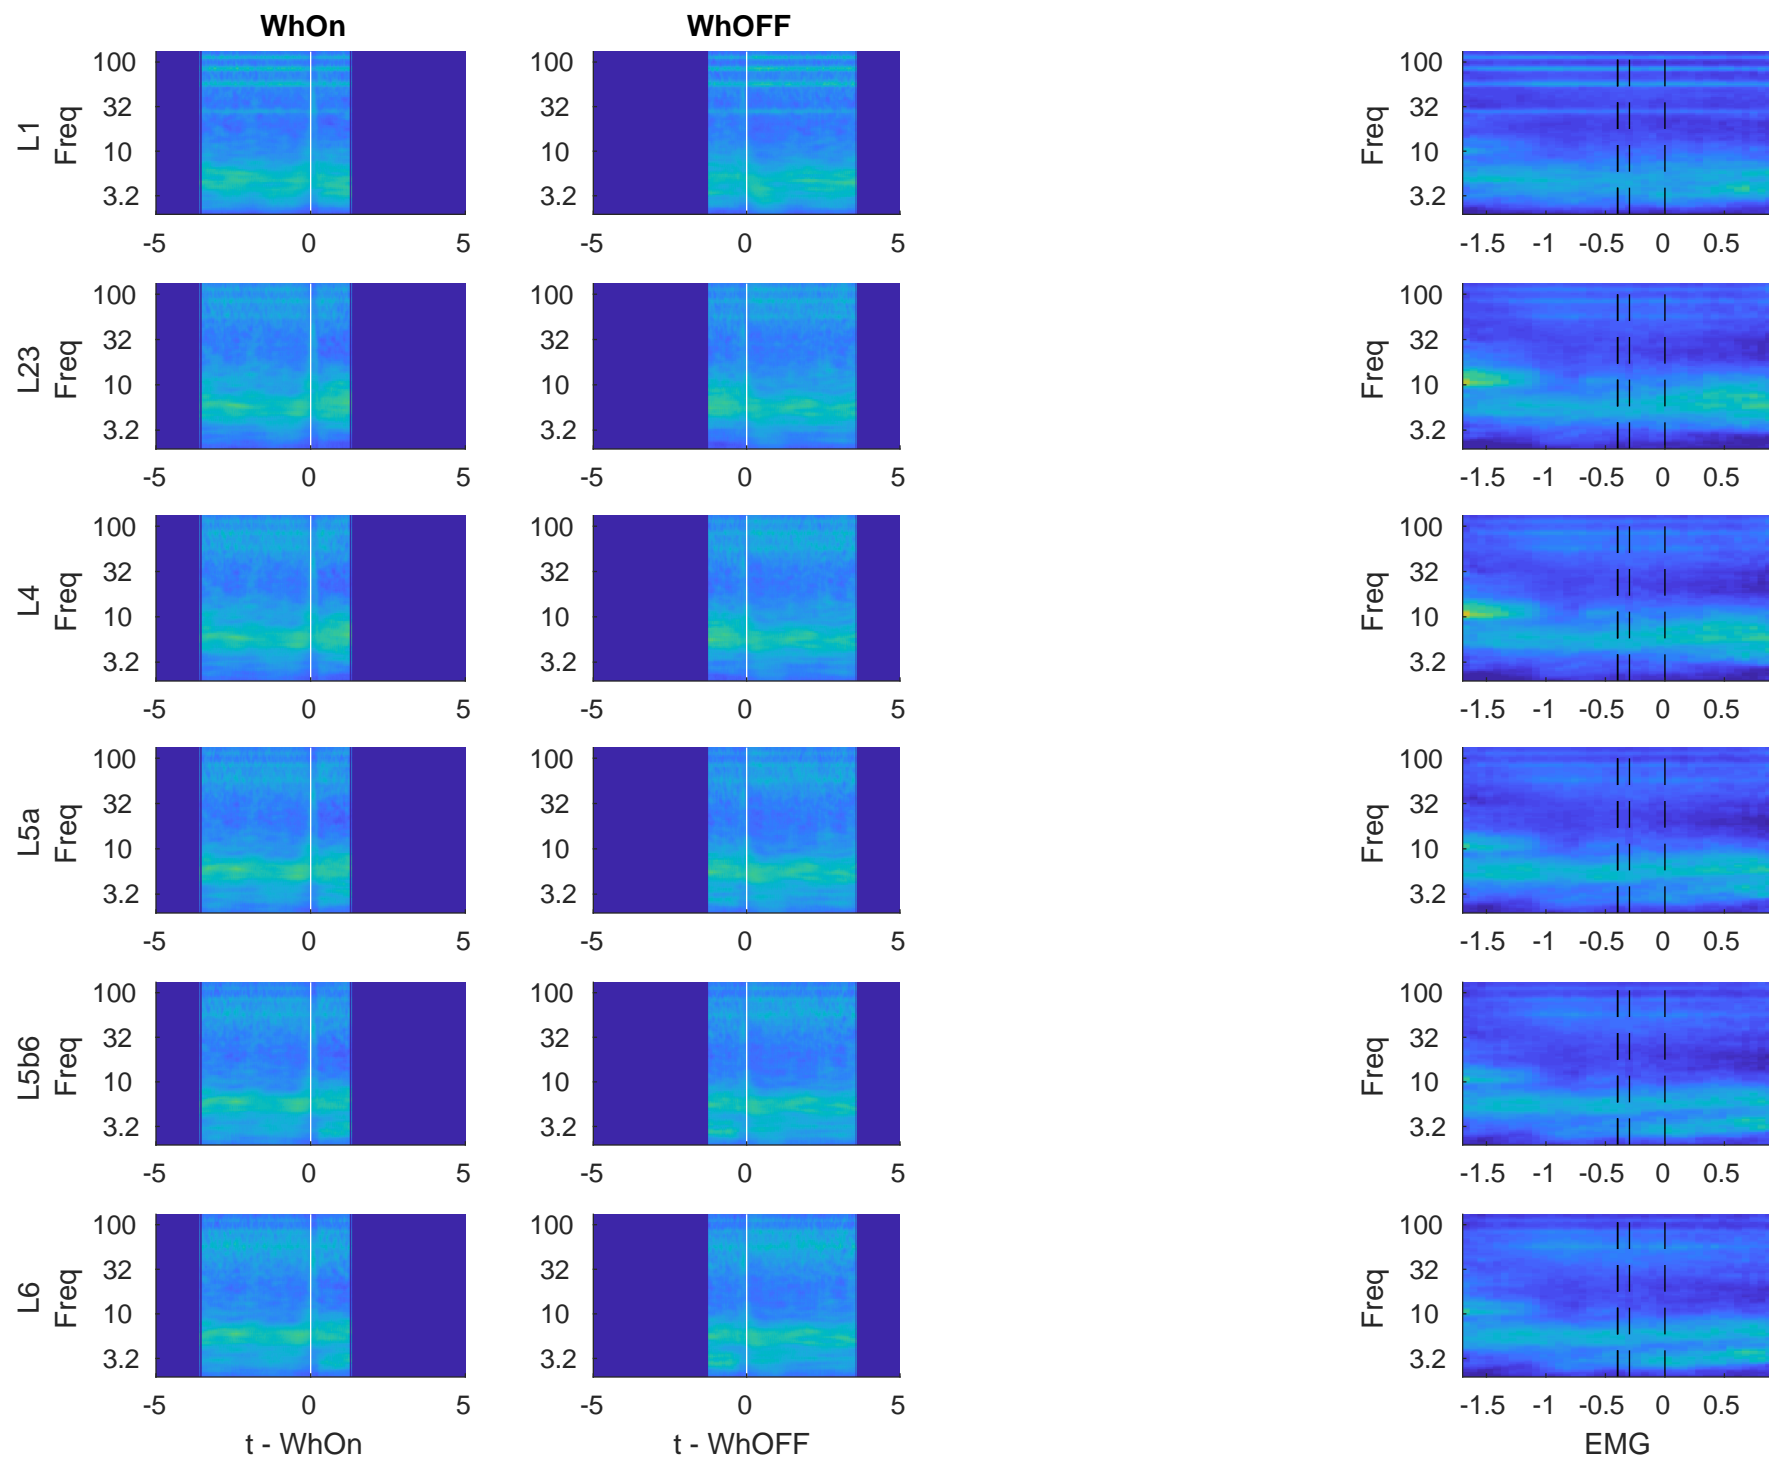 WhOn WhOFF
L1 Freq 100 32 10 3.2 100 32 10 3.2 Freq 100 32 10 3.2
-5 0 5 -5 0 5 -1.5 -1 -0.5 0 0.5
L23 Freq 100 32 10 3.2 100 32 10 3.2 Freq 100 32 10 3.2
-5 0 5 -5 0 5 -1.5 -1 -0.5 0 0.5
L4 Freq 100 32 10 3.2 100 32 10 3.2 Freq 100 32 10 3.2
-5 0 5 -5 0 5 -1.5 -1 -0.5 0 0.5
L5a Freq 100 32 10 3.2 100 32 10 3.2 Freq 100 32 10 3.2
-5 0 5 -5 0 5 -1.5 -1 -0.5 0 0.5
L5b6 Freq 100 32 10 3.2 100 32 10 3.2 Freq 100 32 10 3.2
-5 0 5 -5 0 5 -1.5 -1 -0.5 0 0.5
L6 Freq 100 32 10 3.2 100 32 10 3.2 Freq 100 32 10 3.2
-5 0 5 -5 0 5 -1.5 -1 -0.5 0 0.5
t - WhOn t - WhOFF EMG